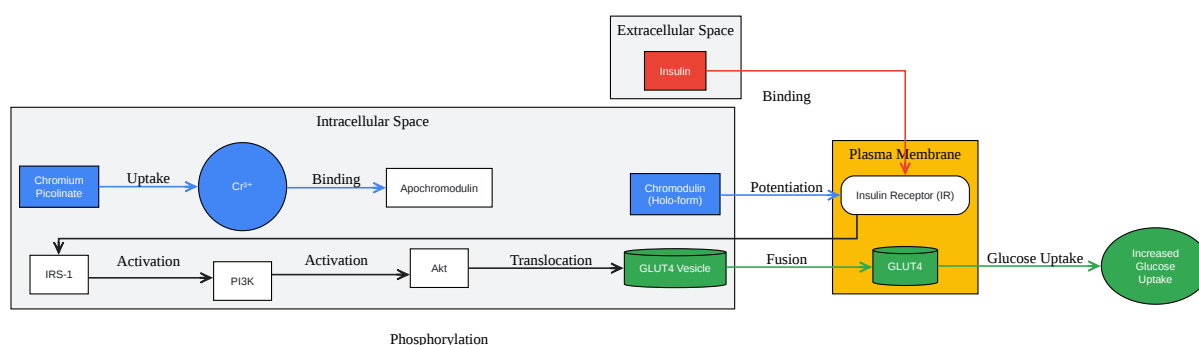 Extracellular Space
Insulin
Binding
Intracellular Space
Plasma Membrane
Chromium
Picolinate
Uptake
Cr³⁺
Binding
Apochromodulin
Chromodulin
(Holo-form)
Potentiation
Insulin Receptor (IR)
IRS-1
Activation
PI3K
Activation
Akt
Translocation
GLUT4 Vesicle
Fusion
GLUT4
Glucose Uptake
Increased
Glucose
Uptake
Phosphorylation